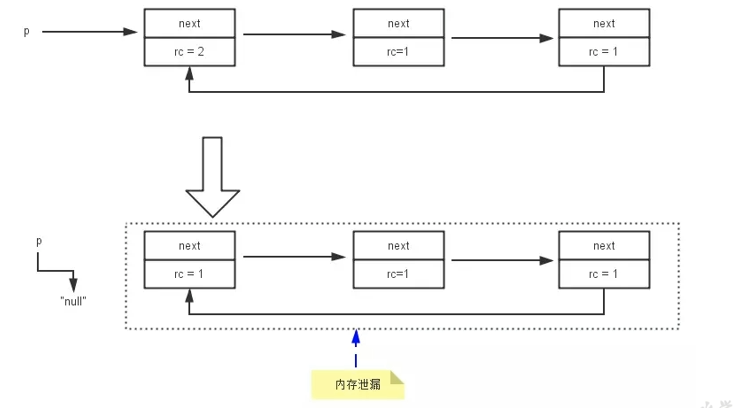 next
next
next
p
rc = 2
rc=1
rc = 1
next
next
next
p
rc = 1
rc=1
rc = 1
"null"
内存泄漏